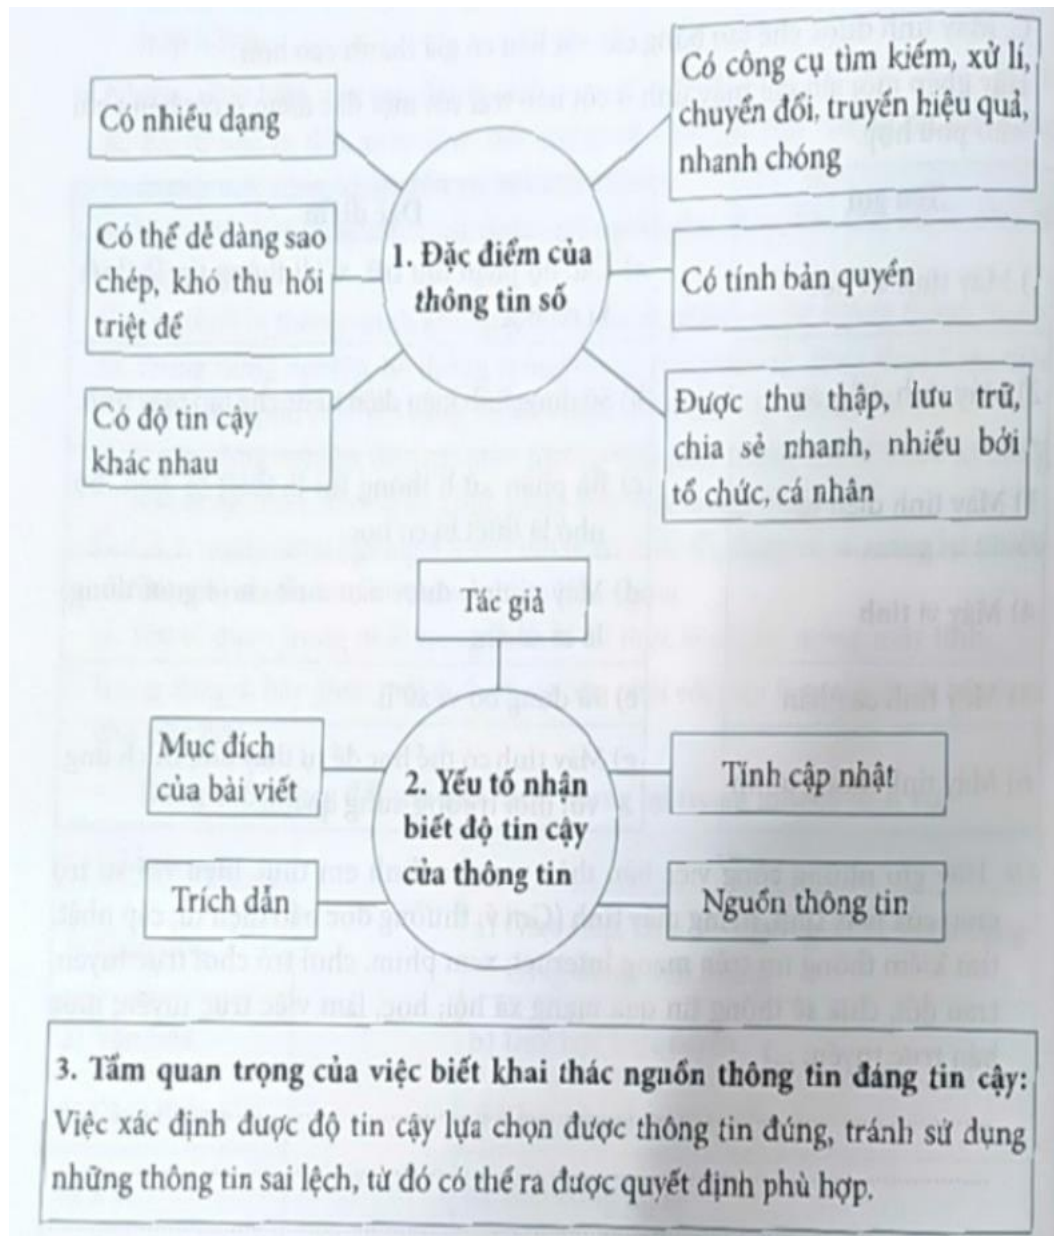 Có nhiều dạng
Có thể dễ dàng sao
chép, khó thu hồi
triệt để
Có độ tin cậy
khác nhau
1. Đặc điểm của
thông tin số
Có công cụ tìm kiếm, xử lí,
chuyển đổi, truyền hiệu quả,
nhanh chóng
Có tính bản quyền
Được thu thập, lưu trữ,
chia sẻ nhanh, nhiều bởi
tổ chức, cá nhân
Tác giả
Mục đích
của bài viết
Trích dẫn
2. Yếu tố nhận
biết độ tin cậy
của thông tin
Tính cập nhật
Nguồn thông tin
3. Tầm quan trọng của việc biết khai thác nguồn thông tin đáng tin cậy:
Việc xác định được độ tin cậy lựa chọn được thông tin đúng, tránh sử dụng
những thông tin sai lệch, từ đó có thể ra được quyết định phù hợp.